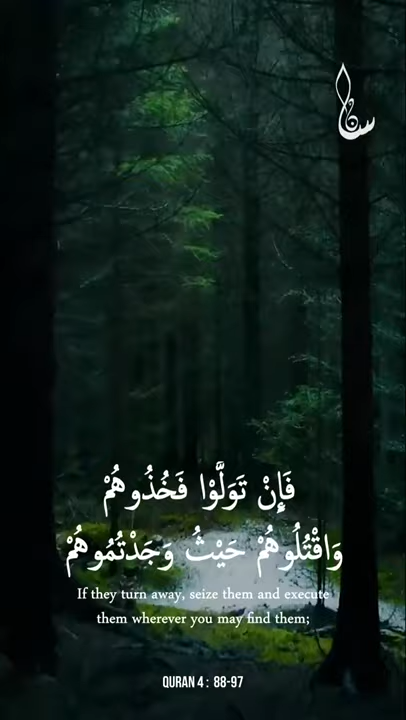 فَإِنْ تَوَلَّوْا فَخُذُوهُمْ
وَاقْتُلُوهُمْ حَيْثُ وَجَدْتُمُوهُمْ
If they turn away, seize them and execute
them wherever you may find them;
QURAN 4 : 88-97